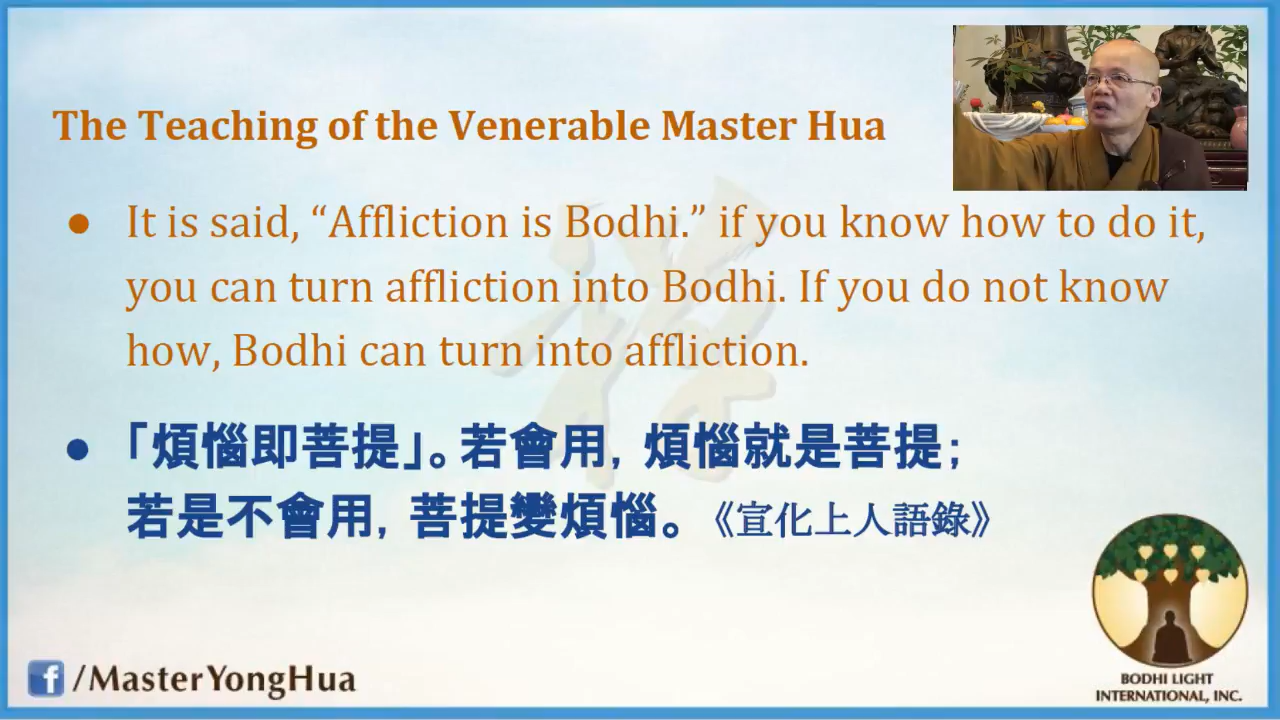 The Teaching of the Venerable Master Hua
● It is said, “Affliction is Bodhi.” if you know how to do it,
you can turn affliction into Bodhi. If you do not know
how, Bodhi can turn into affliction.
● 「煩惱即菩提」。若會用，煩惱就是菩提；
若是不會用，菩提變煩惱。《宣化上人語錄》
f /MasterYongHua
BODHI LIGHT
INTERNATIONAL, INC.